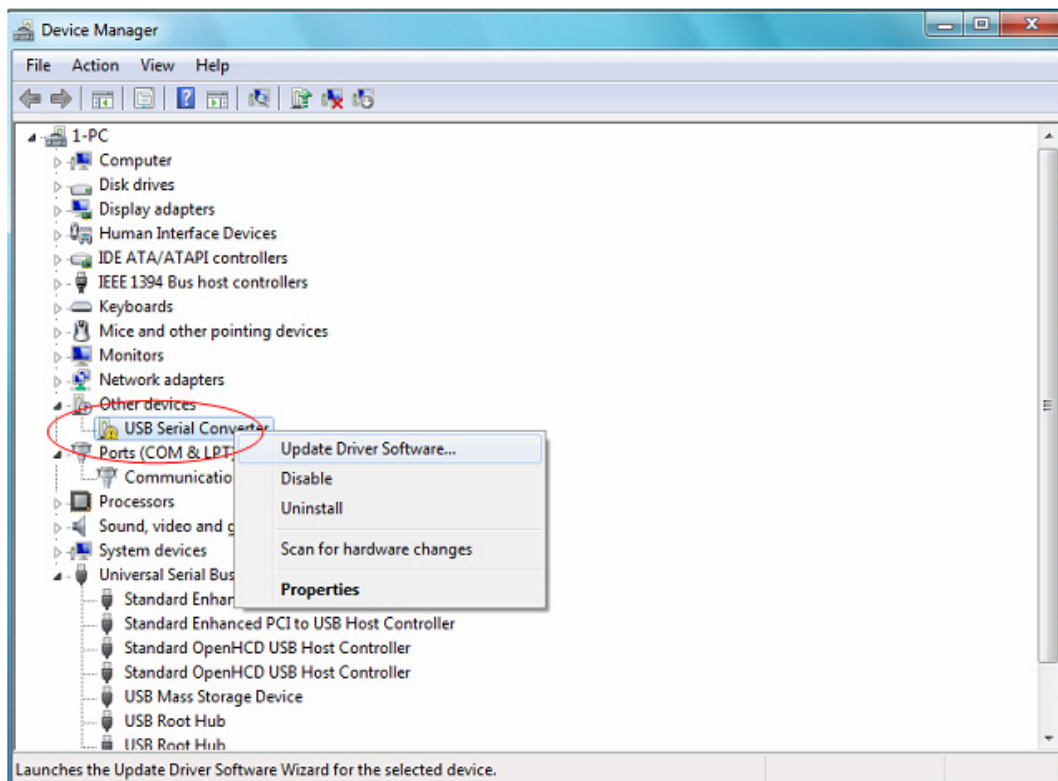 Device Manager
File Action View Help
1-PC
Computer
Disk drives
Display adapters
Human Interface Devices
IDE ATA/ATAPI controllers
IEEE 1394 Bus host controllers
Keyboards
Mice and other pointing devices
Monitors
Network adapters
Other devices
USB Serial Converter
Ports (COM & LPT)
Communicatio
Processors
Sound, video and g
System devices
Universal Serial Bus
Standard Enhan
Standard Enhanced PCI to USB Host Controller
Standard OpenHCD USB Host Controller
Standard OpenHCD USB Host Controller
USB Mass Storage Device
USB Root Hub
USB Root Hub
Update Driver Software...
Disable
Uninstall
Scan for hardware changes
Properties
Launches the Update Driver Software Wizard for the selected device.